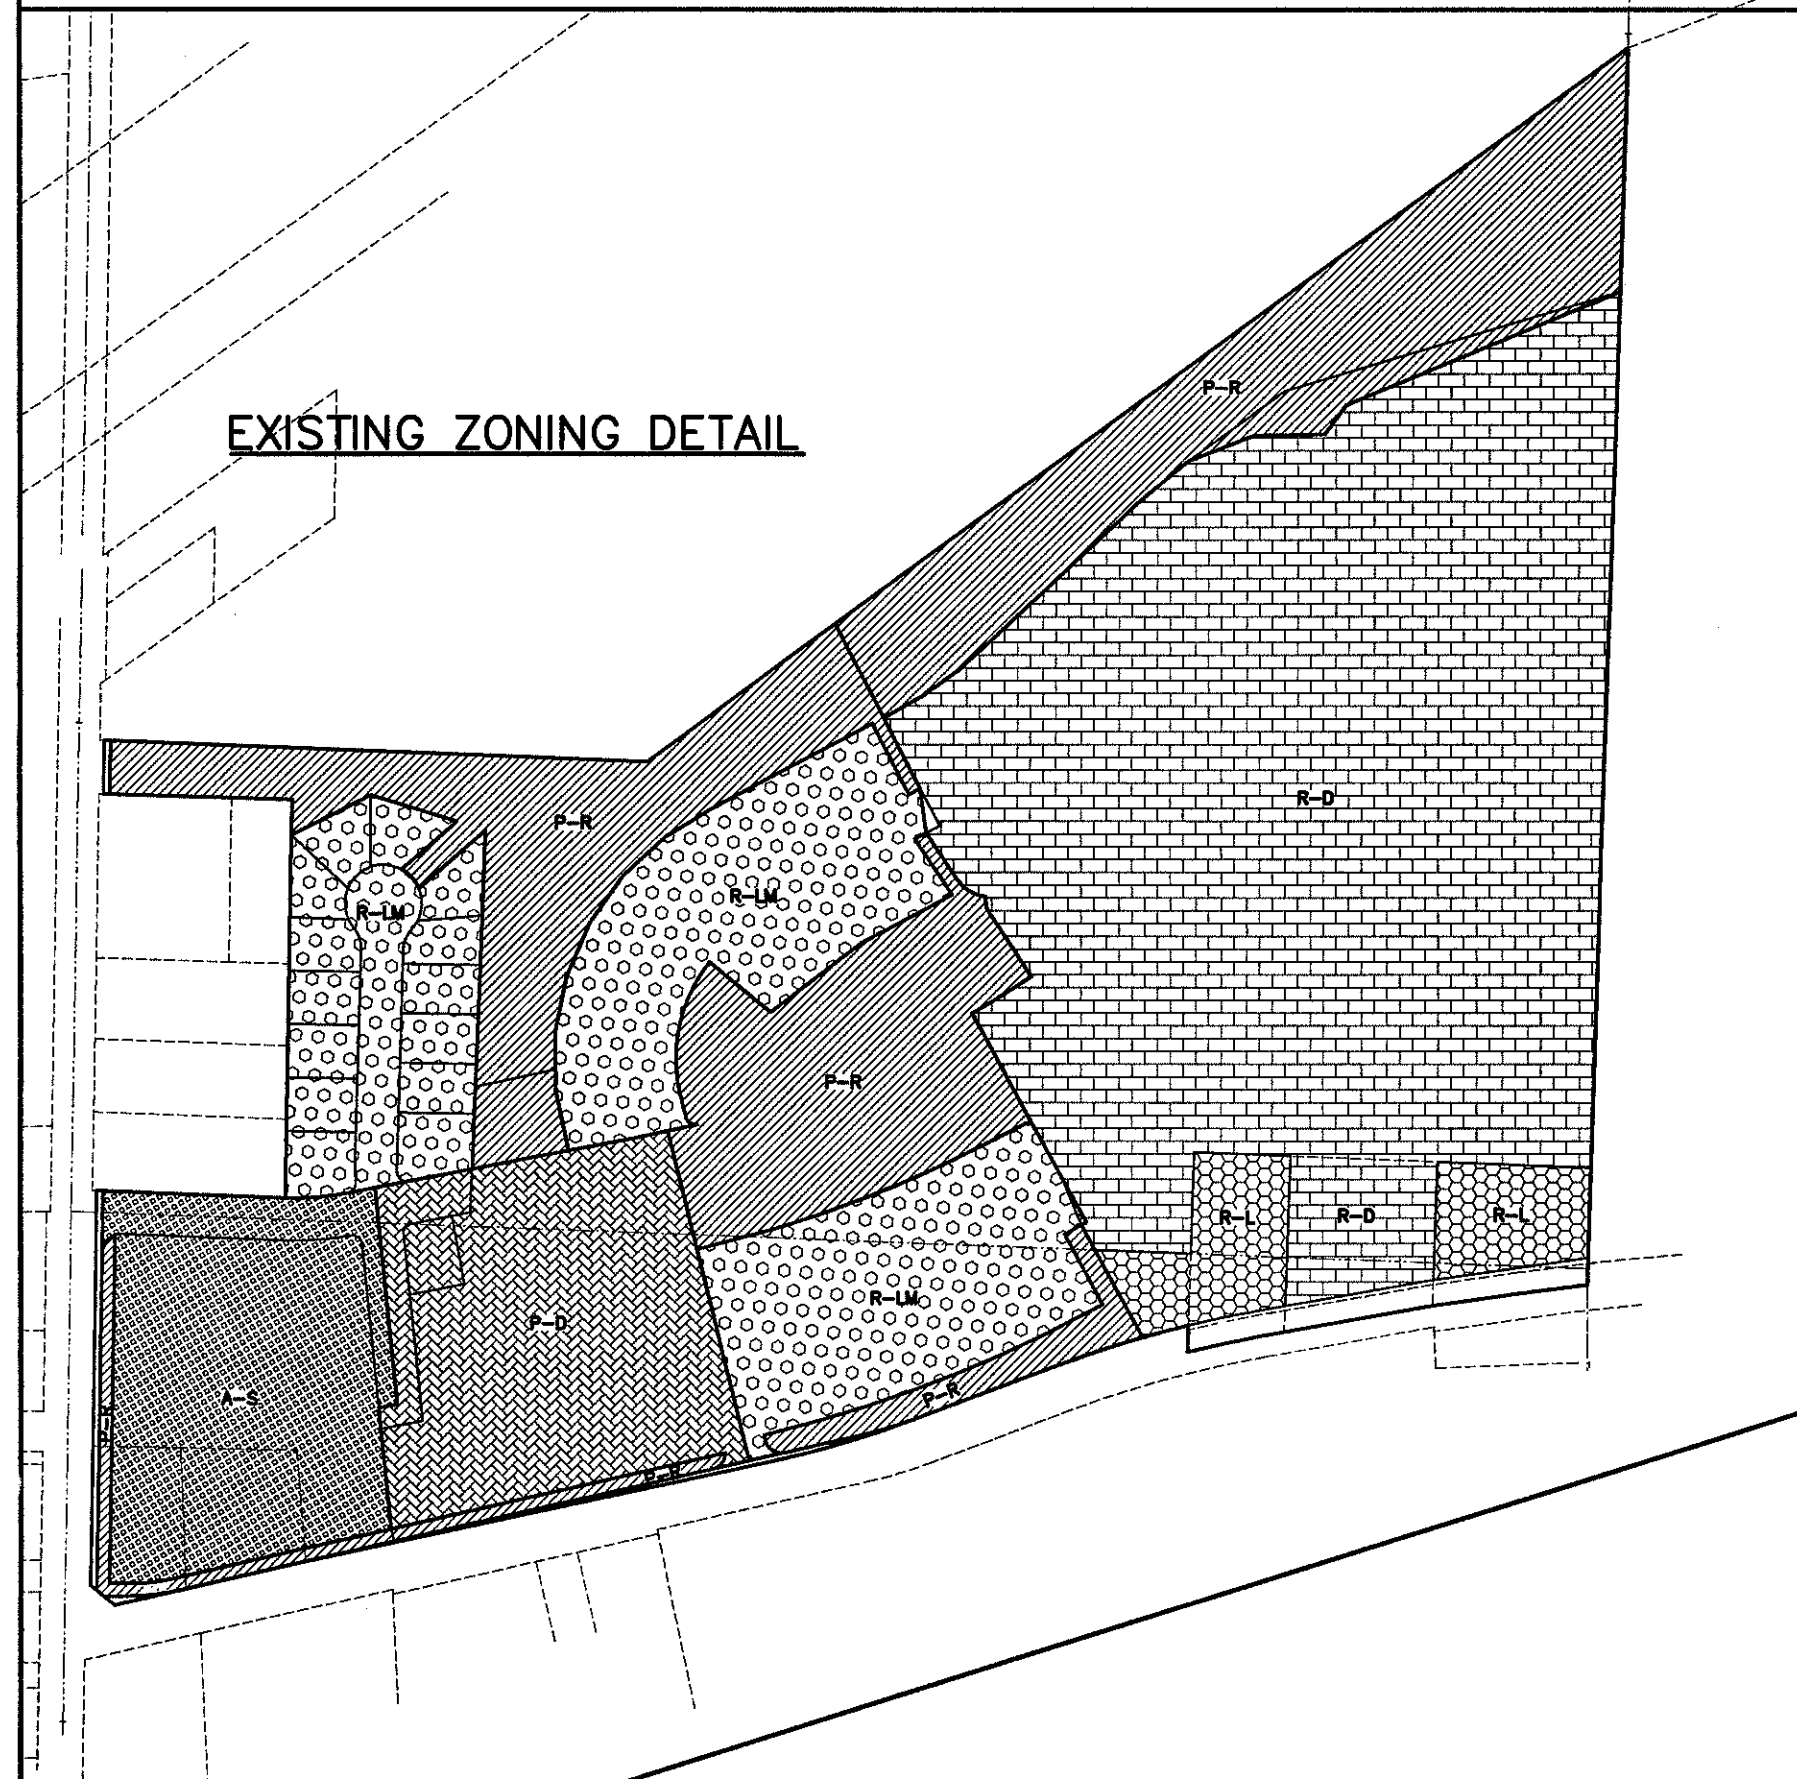 P-R
EXISTING ZONING DETAIL
R-D
P-R
R-LM
R-LM
P-R
R-L
R-D
R-L
R-LM
P-D
A-S
P-R
P-R
P-R